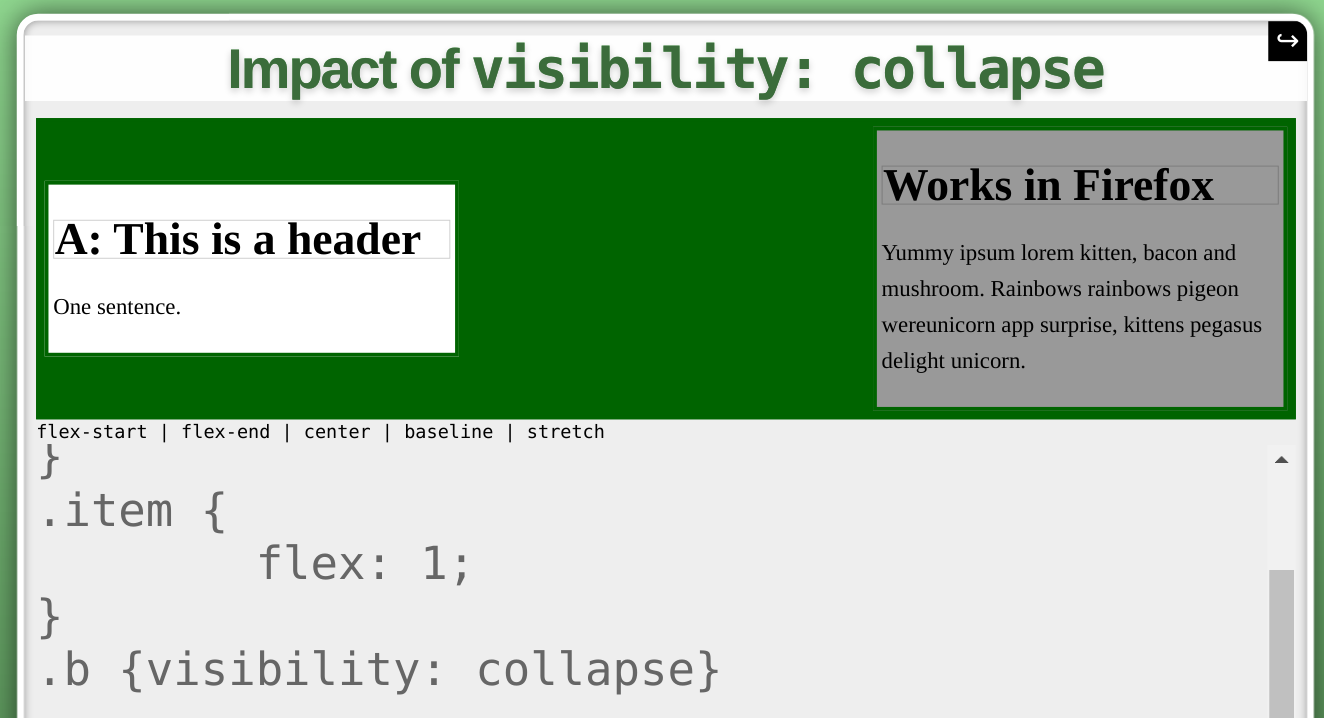 Impact of visibility: collapse
↪
A: This is a header
One sentence.
Works in Firefox
Yummy ipsum lorem kitten, bacon and
mushroom. Rainbows rainbows pigeon
wereunicorn app surprise, kittens pegasus
delight unicorn.
flex-start | flex-end | center | baseline | stretch
}
.item {
flex: 1;
}
.b {visibility: collapse}